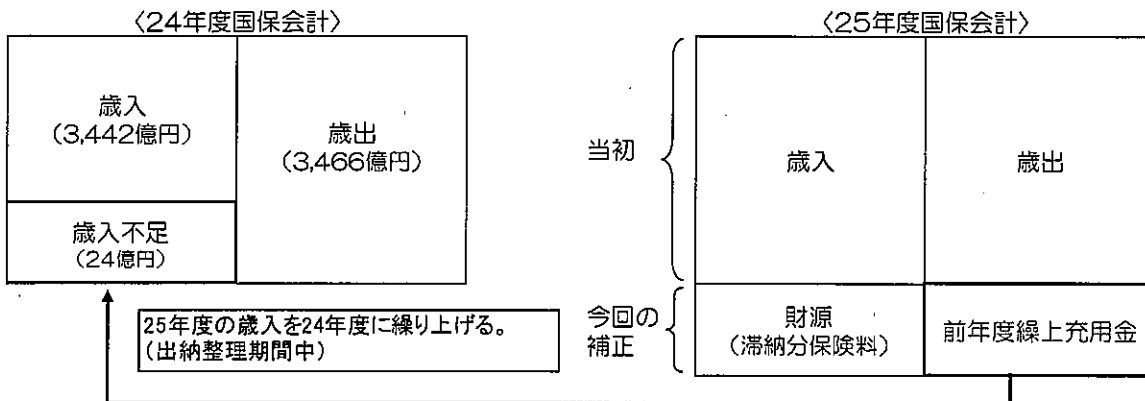 〈24年度国保会計〉
歳入
(3,442億円)
歳出
(3,466億円)
歳入不足
(24億円)
25年度の歳入を24年度に繰り上げる。
(出納整理期間中)
〈25年度国保会計〉
当初
歳入
歳出
今回の
補正
財源
(滞納分保険料)
前年度繰上充用金